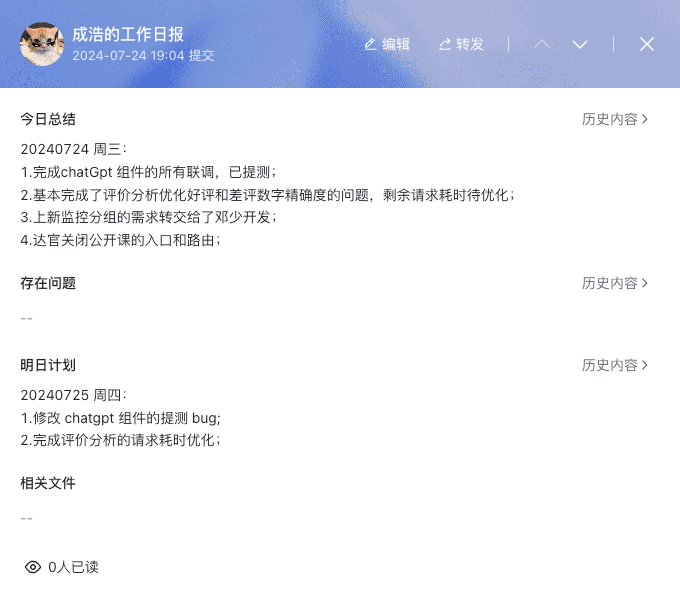 成浩的工作日报
2024-07-24 19:04 提交
编辑
转发
今日总结
历史内容
20240724 周三：
1.完成chatGpt 组件的所有联调，已提测；
2.基本完成了评价分析优化好评和差评数字精确度的问题，剩余请求耗时待优化；
3.上新监控分组的需求转交给了邓少开发；
4.达官关闭公开课的入口和路由；
存在问题
历史内容
--
明日计划
历史内容
20240725 周四：
1.修改 chatgpt 组件的提测 bug;
2.完成评价分析的请求耗时优化；
相关文件
--
0人已读